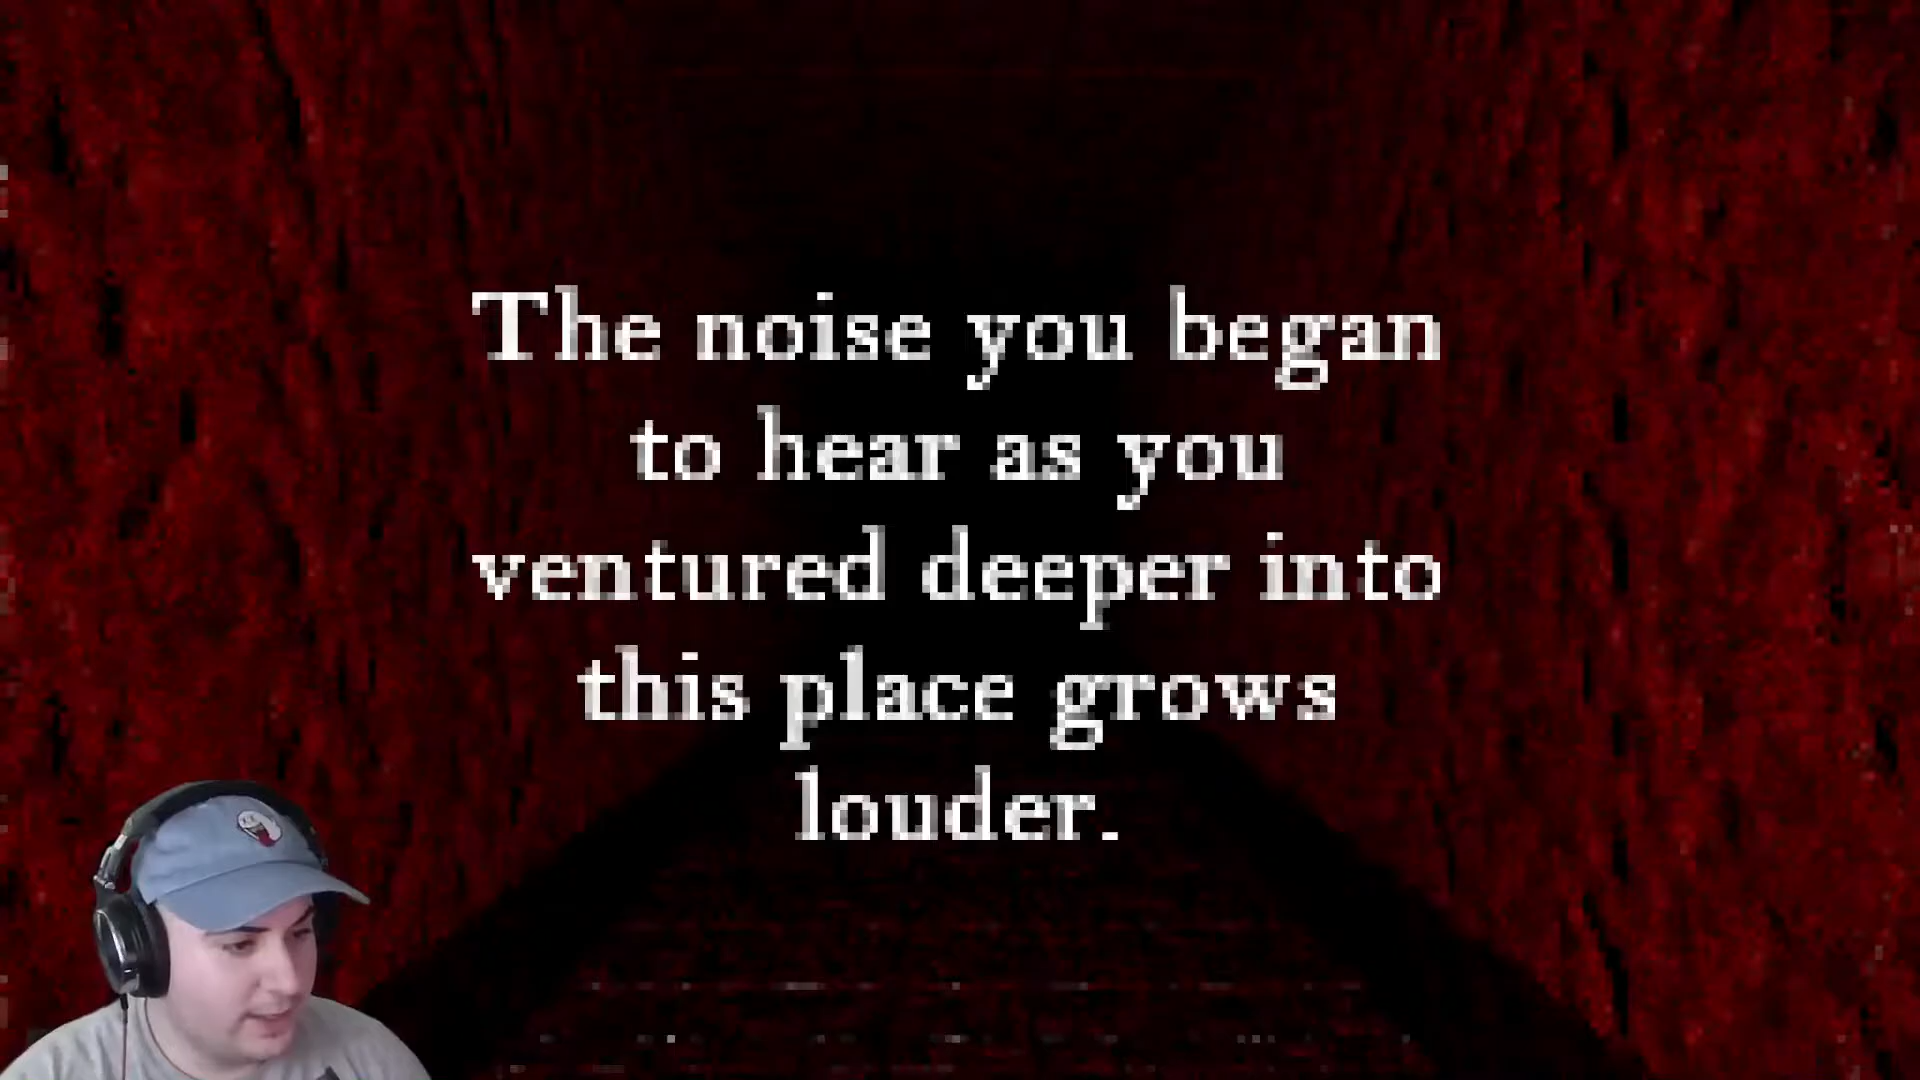 The noise you began
to hear as you
ventured deeper into
this place grows
louder.